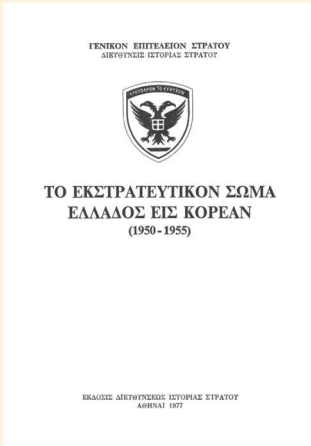 ΓΕΝΙΚΟΝ ΕΠΙΤΕΛΕΙΟΝ ΣΤΡΑΤΟΥ
ΔΙΕΥΘΥΝΣΙΣ ΙΣΤΟΡΙΑΣ ΣΤΡΑΤΟΥ
ΤΟ ΕΚΣΤΡΑΤΕΥΤΙΚΟΝ ΣΩΜΑ
ΕΛΛΑΔΟΣ ΕΙΣ ΚΟΡΕΑΝ
(1950-1955)
ΕΚΔΟΣΙΣ ΔΙΕΥΘΥΝΣΕΩΣ ΙΣΤΟΡΙΑΣ ΣΤΡΑΤΟΥ
ΑΘΗΝΑΙ 1977